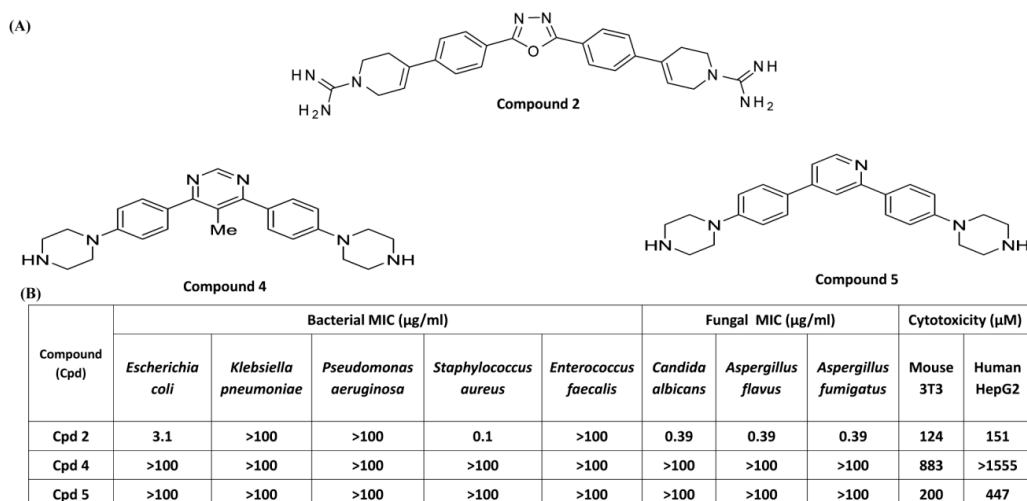 (A)
N N
O
HN
H₂N
N
N
NH
NH₂
Compound 2
N N
Me
N
HN
N
NH
Compound 4
N
N
HN
N
NH
Compound 5
(B)
Compound (Cpd) Bacterial MIC (µg/ml) Fungal MIC (µg/ml) Cytotoxicity (µM)
Escherichia coli Klebsiella pneumoniae Pseudomonas aeruginosa Staphylococcus aureus Enterococcus faecalis Candida albicans Aspergillus flavus Aspergillus fumigatus Mouse 3T3 Human HepG2
Cpd 2 3.1 >100 >100 0.1 >100 0.39 0.39 0.39 124 151
Cpd 4 >100 >100 >100 >100 >100 >100 >100 >100 883 >1555
Cpd 5 >100 >100 >100 >100 >100 >100 >100 >100 200 447